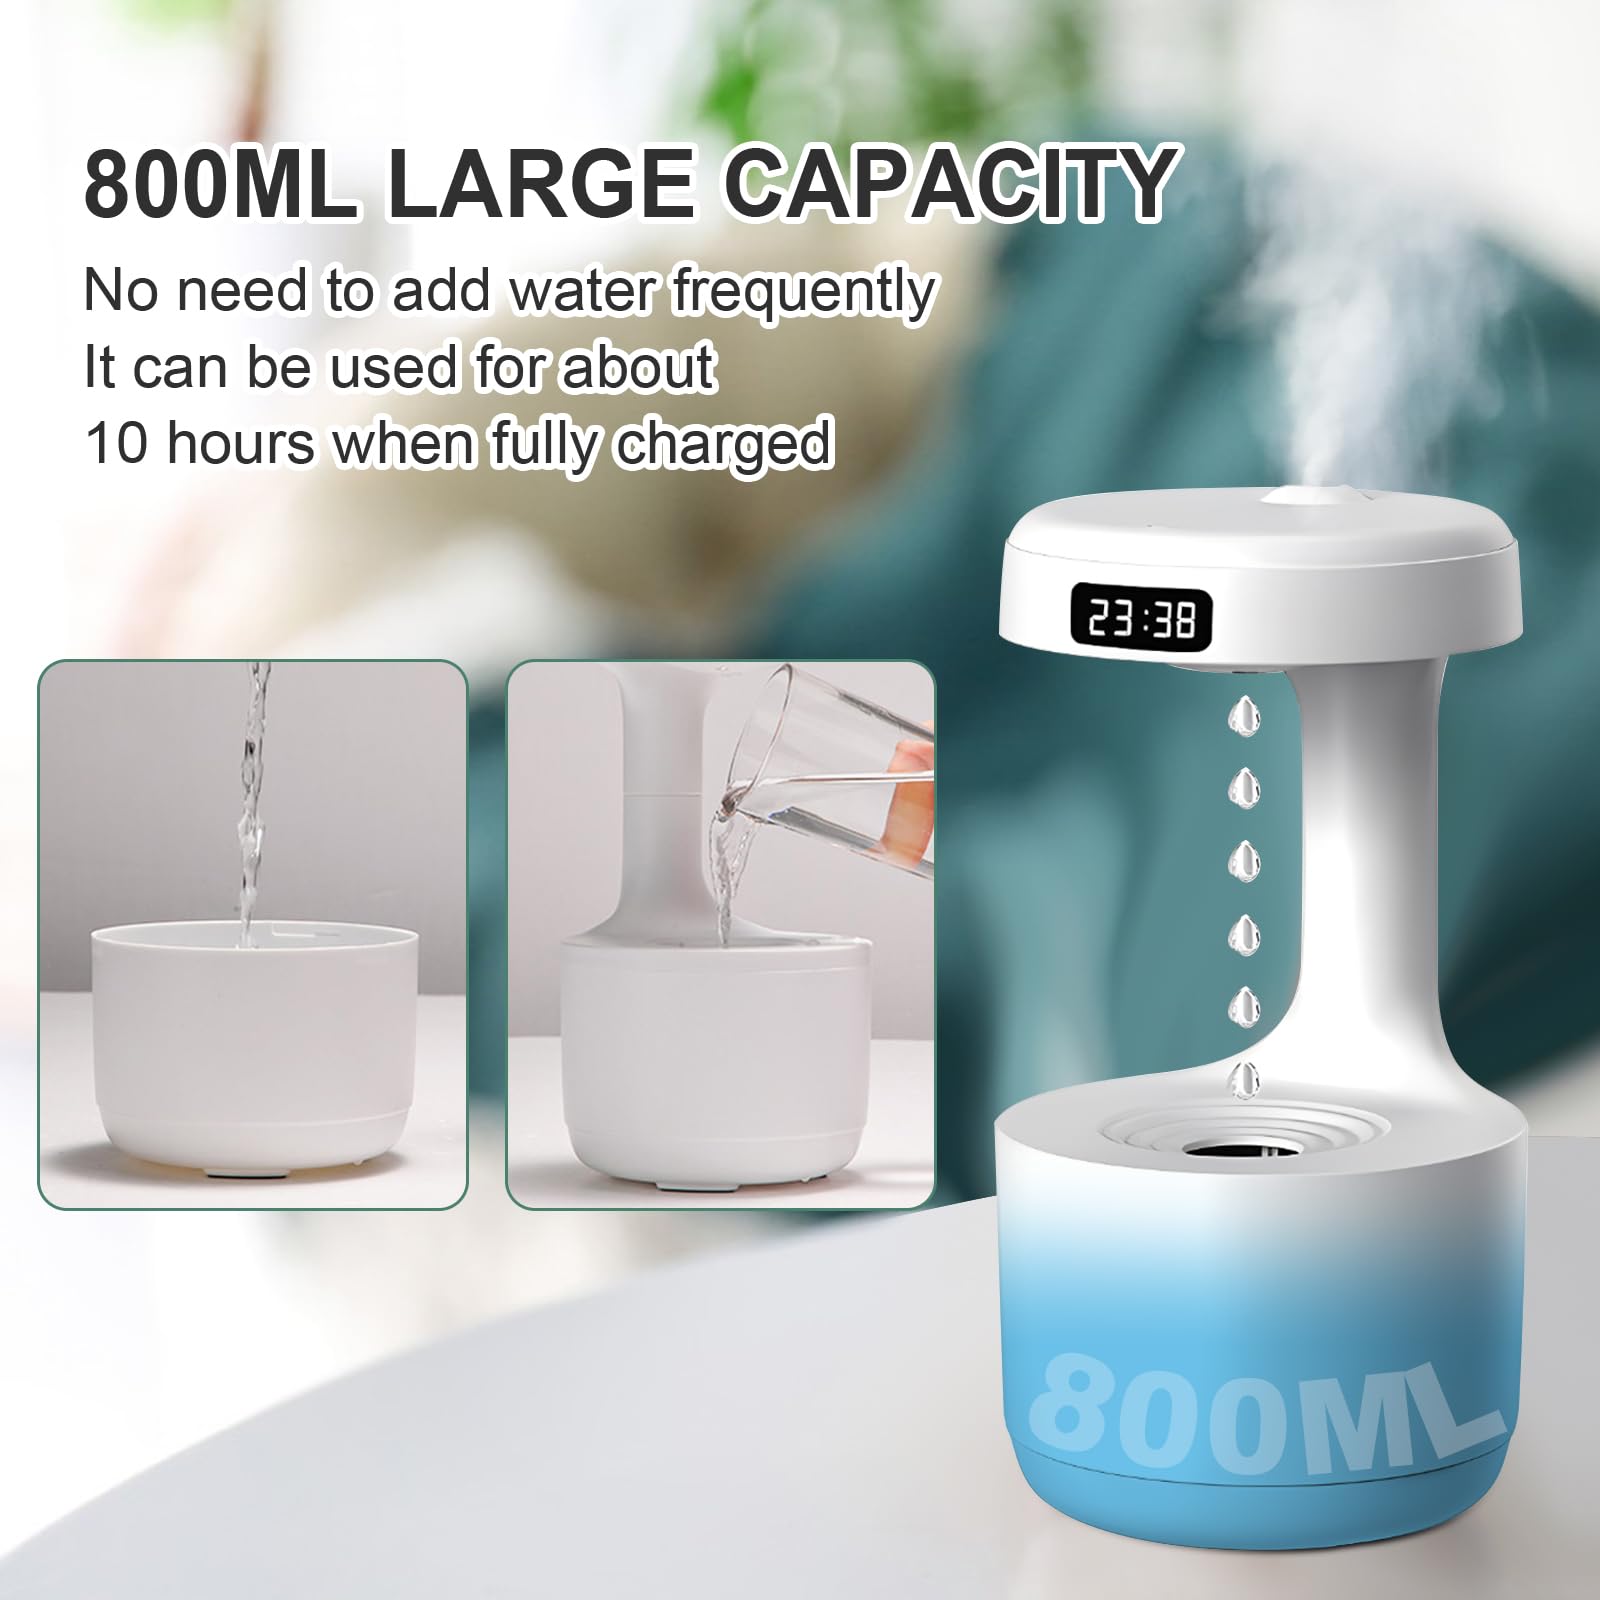 800ML LARGE CAPACITY
No need to add water frequently
It can be used for about
10 hours when fully charged
23:38
800ML